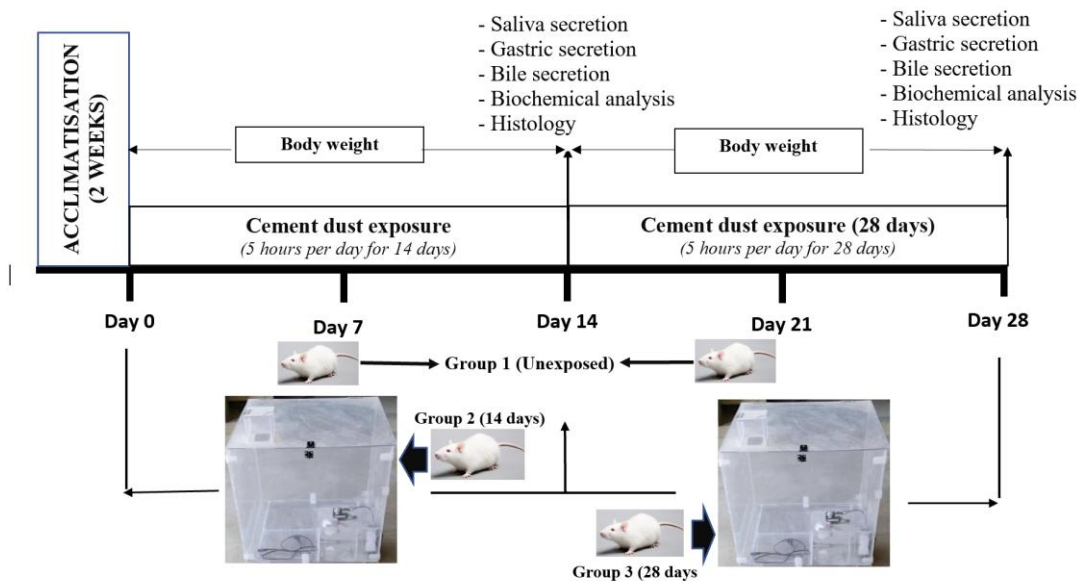 ACCLIMATISATION
(2 WEEKS)
- Saliva secretion
- Gastric secretion
- Bile secretion
- Biochemical analysis
- Histology
- Saliva secretion
- Gastric secretion
- Bile secretion
- Biochemical analysis
- Histology
Body weight
Body weight
Cement dust exposure
(5 hours per day for 14 days)
Cement dust exposure (28 days)
(5 hours per day for 28 days)
Day 0
Day 7
Day 14
Day 21
Day 28
Group 1 (Unexposed)
Group 2 (14 days)
Group 3 (28 days